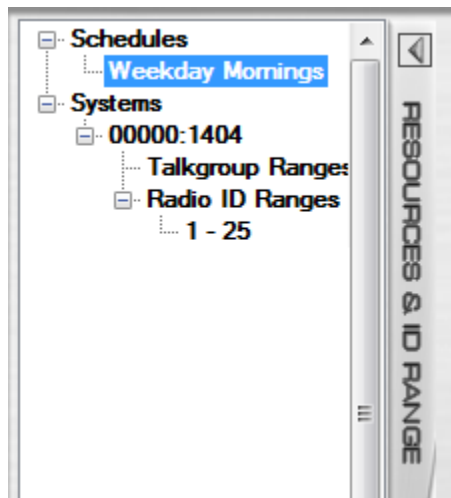 Schedules
Weekday Mornings
Systems
00000:1404
Talkgroup Ranges
Radio ID Ranges
1 - 25
RESOURCES & ID RANGE